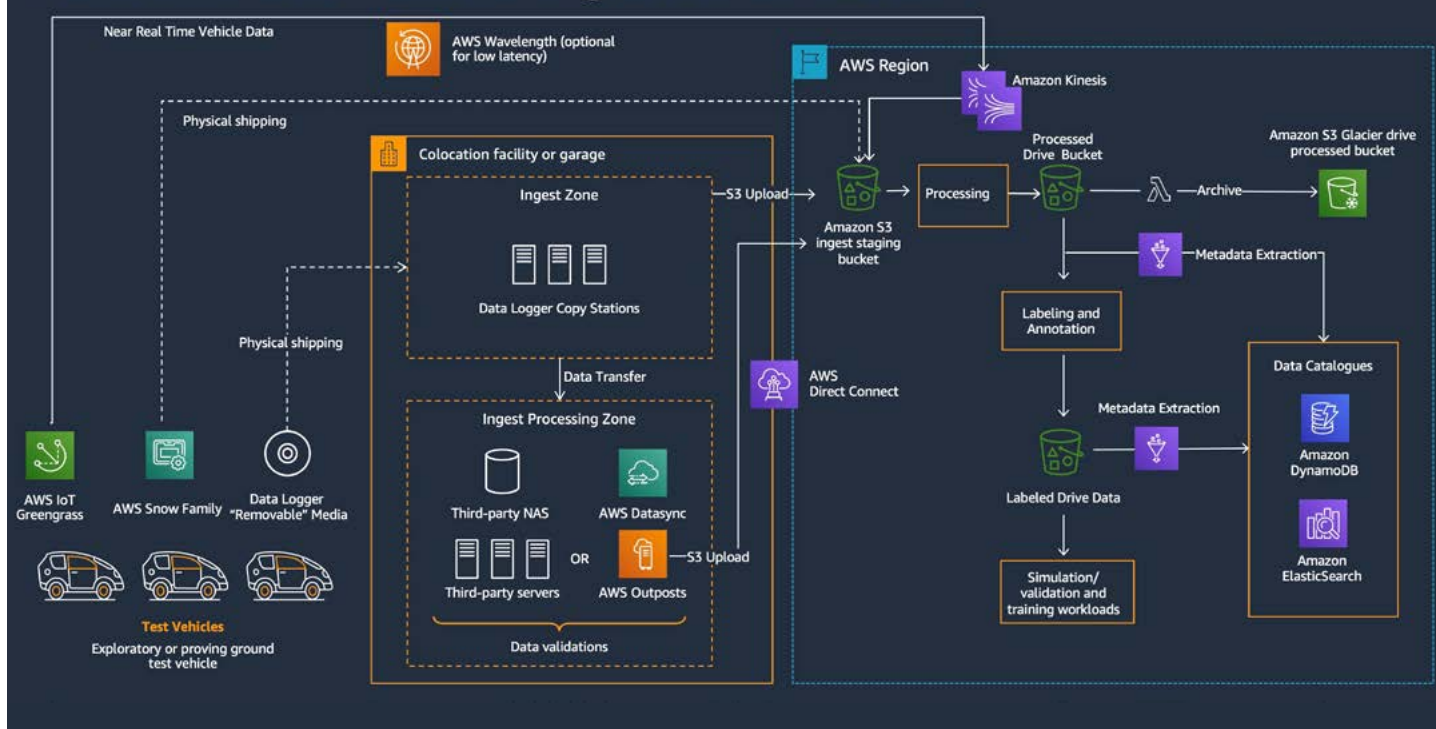 Near Real Time Vehicle Data
AWS Wavelength (optional
for low latency)
AWS Region
Amazon Kinesis
Physical shipping
Colocation facility or garage
Processed
Drive Bucket
Amazon S3 Glacier drive
processed bucket
Ingest Zone
S3 Upload
Processing
Archive
Amazon S3
ingest staging
bucket
Metadata Extraction
Data Logger Copy Stations
Labeling and
Annotation
Physical shipping
Data Transfer
AWS
Direct Connect
Data Catalogues
Ingest Processing Zone
Metadata Extraction
Amazon
DynamoDB
AWS IoT
Greengrass
AWS Snow Family
Data Logger
"Removable" Media
Third-party NAS
AWS Datasync
Labeled Drive Data
OR
S3 Upload
Amazon
ElasticSearch
Third-party servers
AWS Outposts
Simulation/
validation and
training workloads
Test Vehicles
Exploratory or proving ground
test vehicle
Data validations